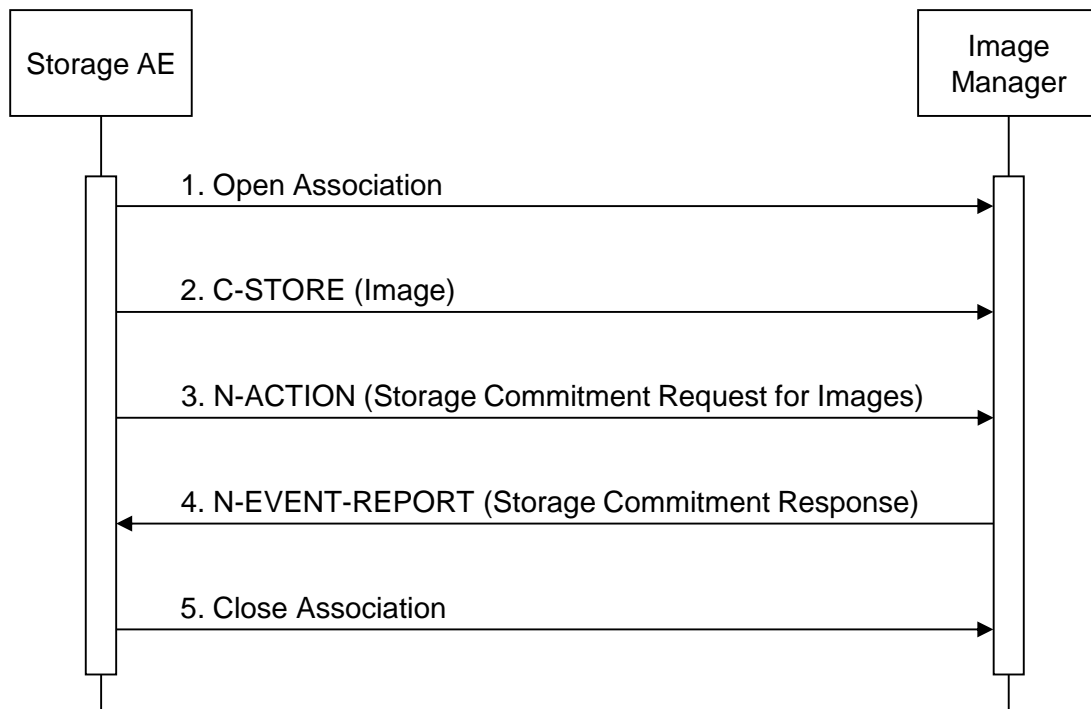 Storage AE
Image
Manager
1. Open Association
2. C-STORE (Image)
3. N-ACTION (Storage Commitment Request for Images)
4. N-EVENT-REPORT (Storage Commitment Response)
5. Close Association